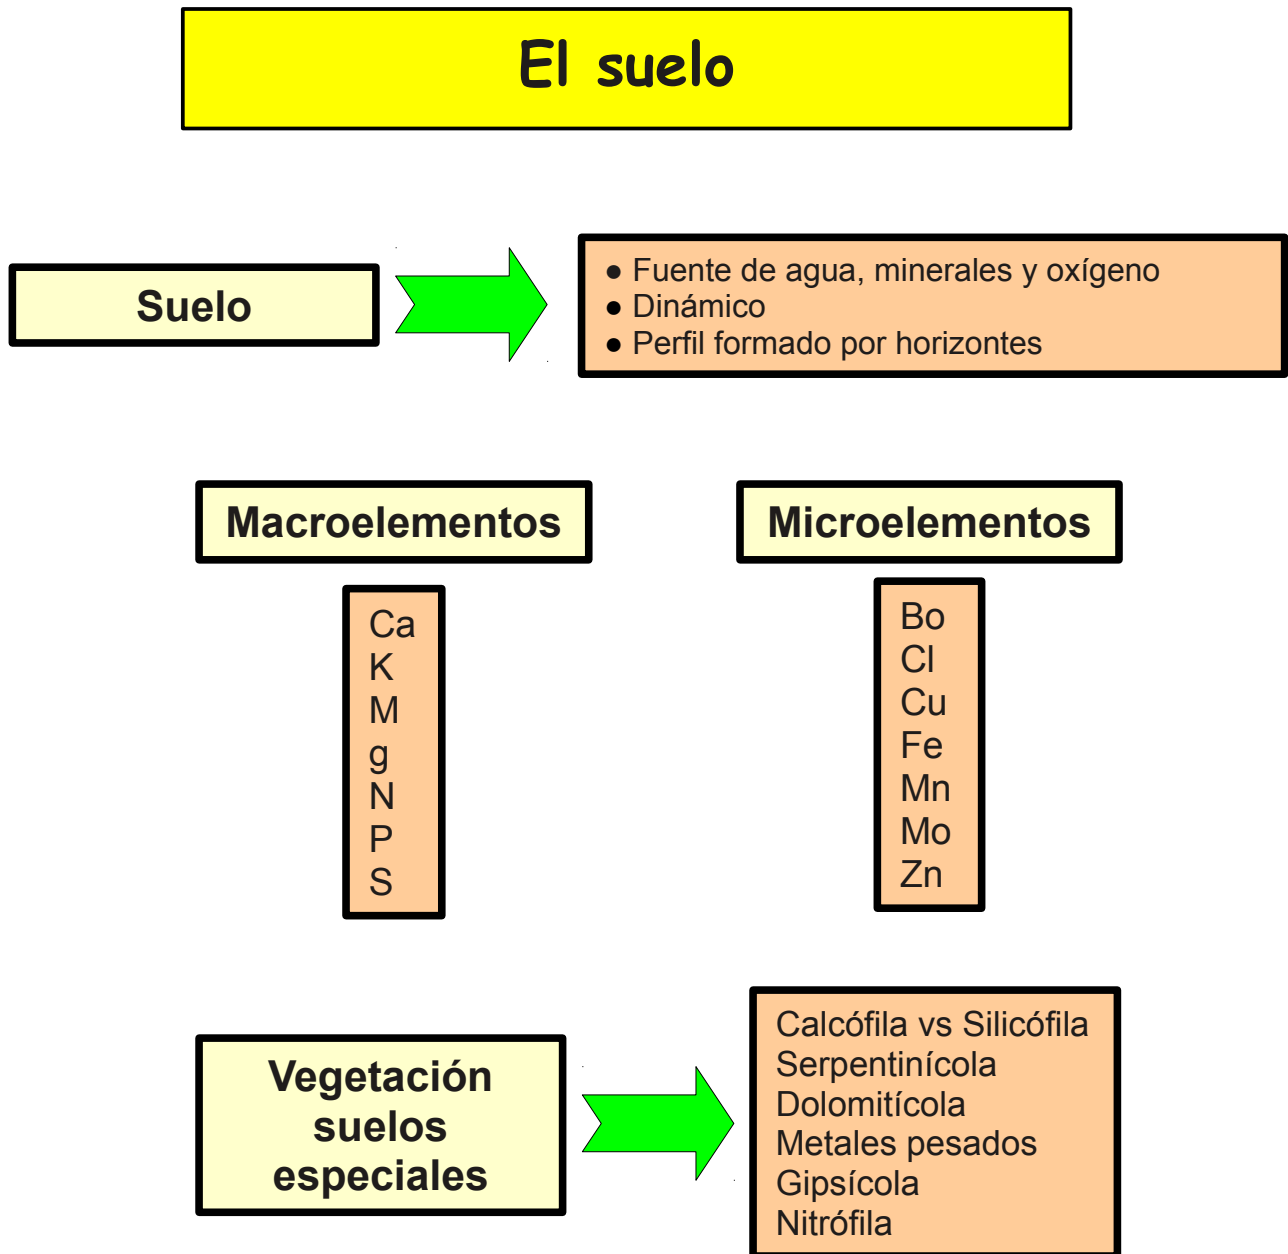 El suelo
Suelo
● Fuente de agua, minerales y oxígeno
● Dinámico
● Perfil formado por horizontes
Macroelementos
Ca
K
M
g
N
P
S
Microelementos
Bo
Cl
Cu
Fe
Mn
Mo
Zn
Vegetación
suelos
especiales
Calcófila vs Silicófila
Serpentinícola
Dolomitícola
Metales pesados
Gipsícola
Nitrófila